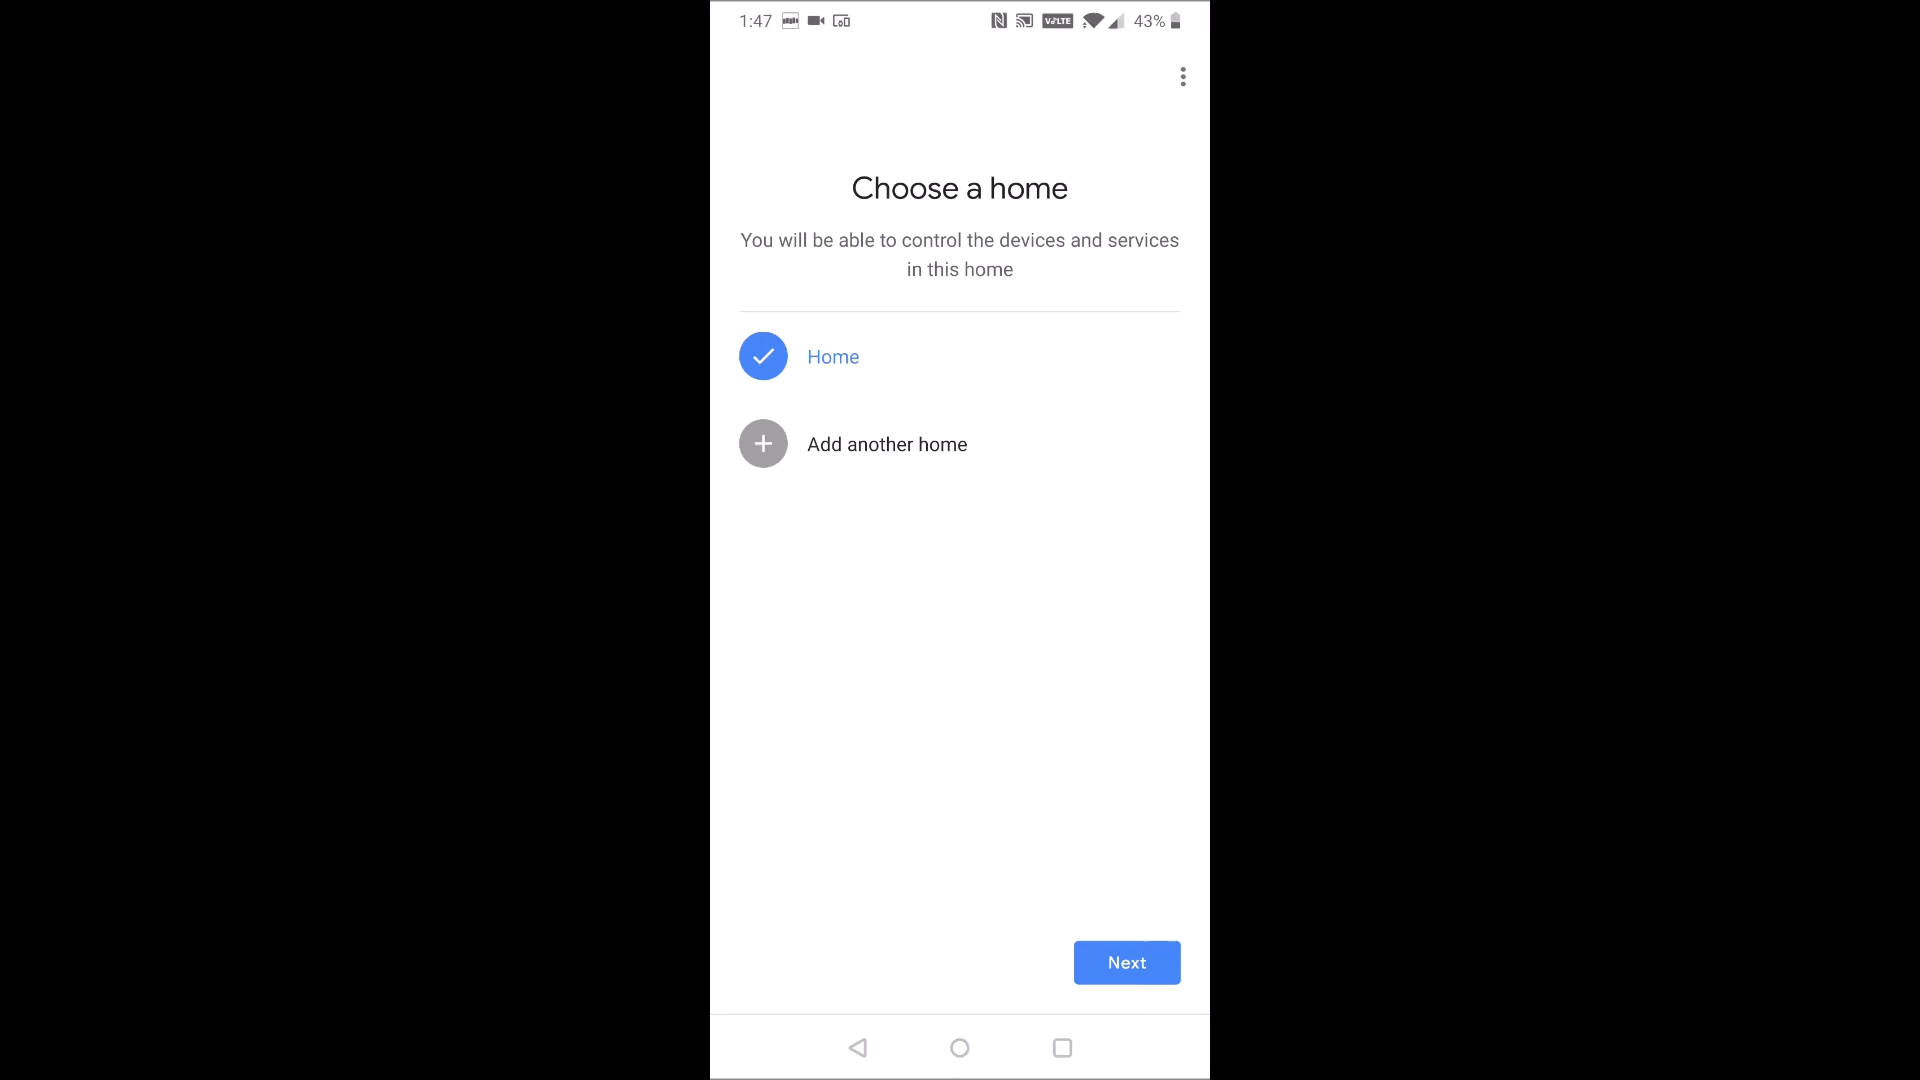 1:47 VoLTE 43%
Choose a home
You will be able to control the devices and services
in this home
Home
Add another home
Next